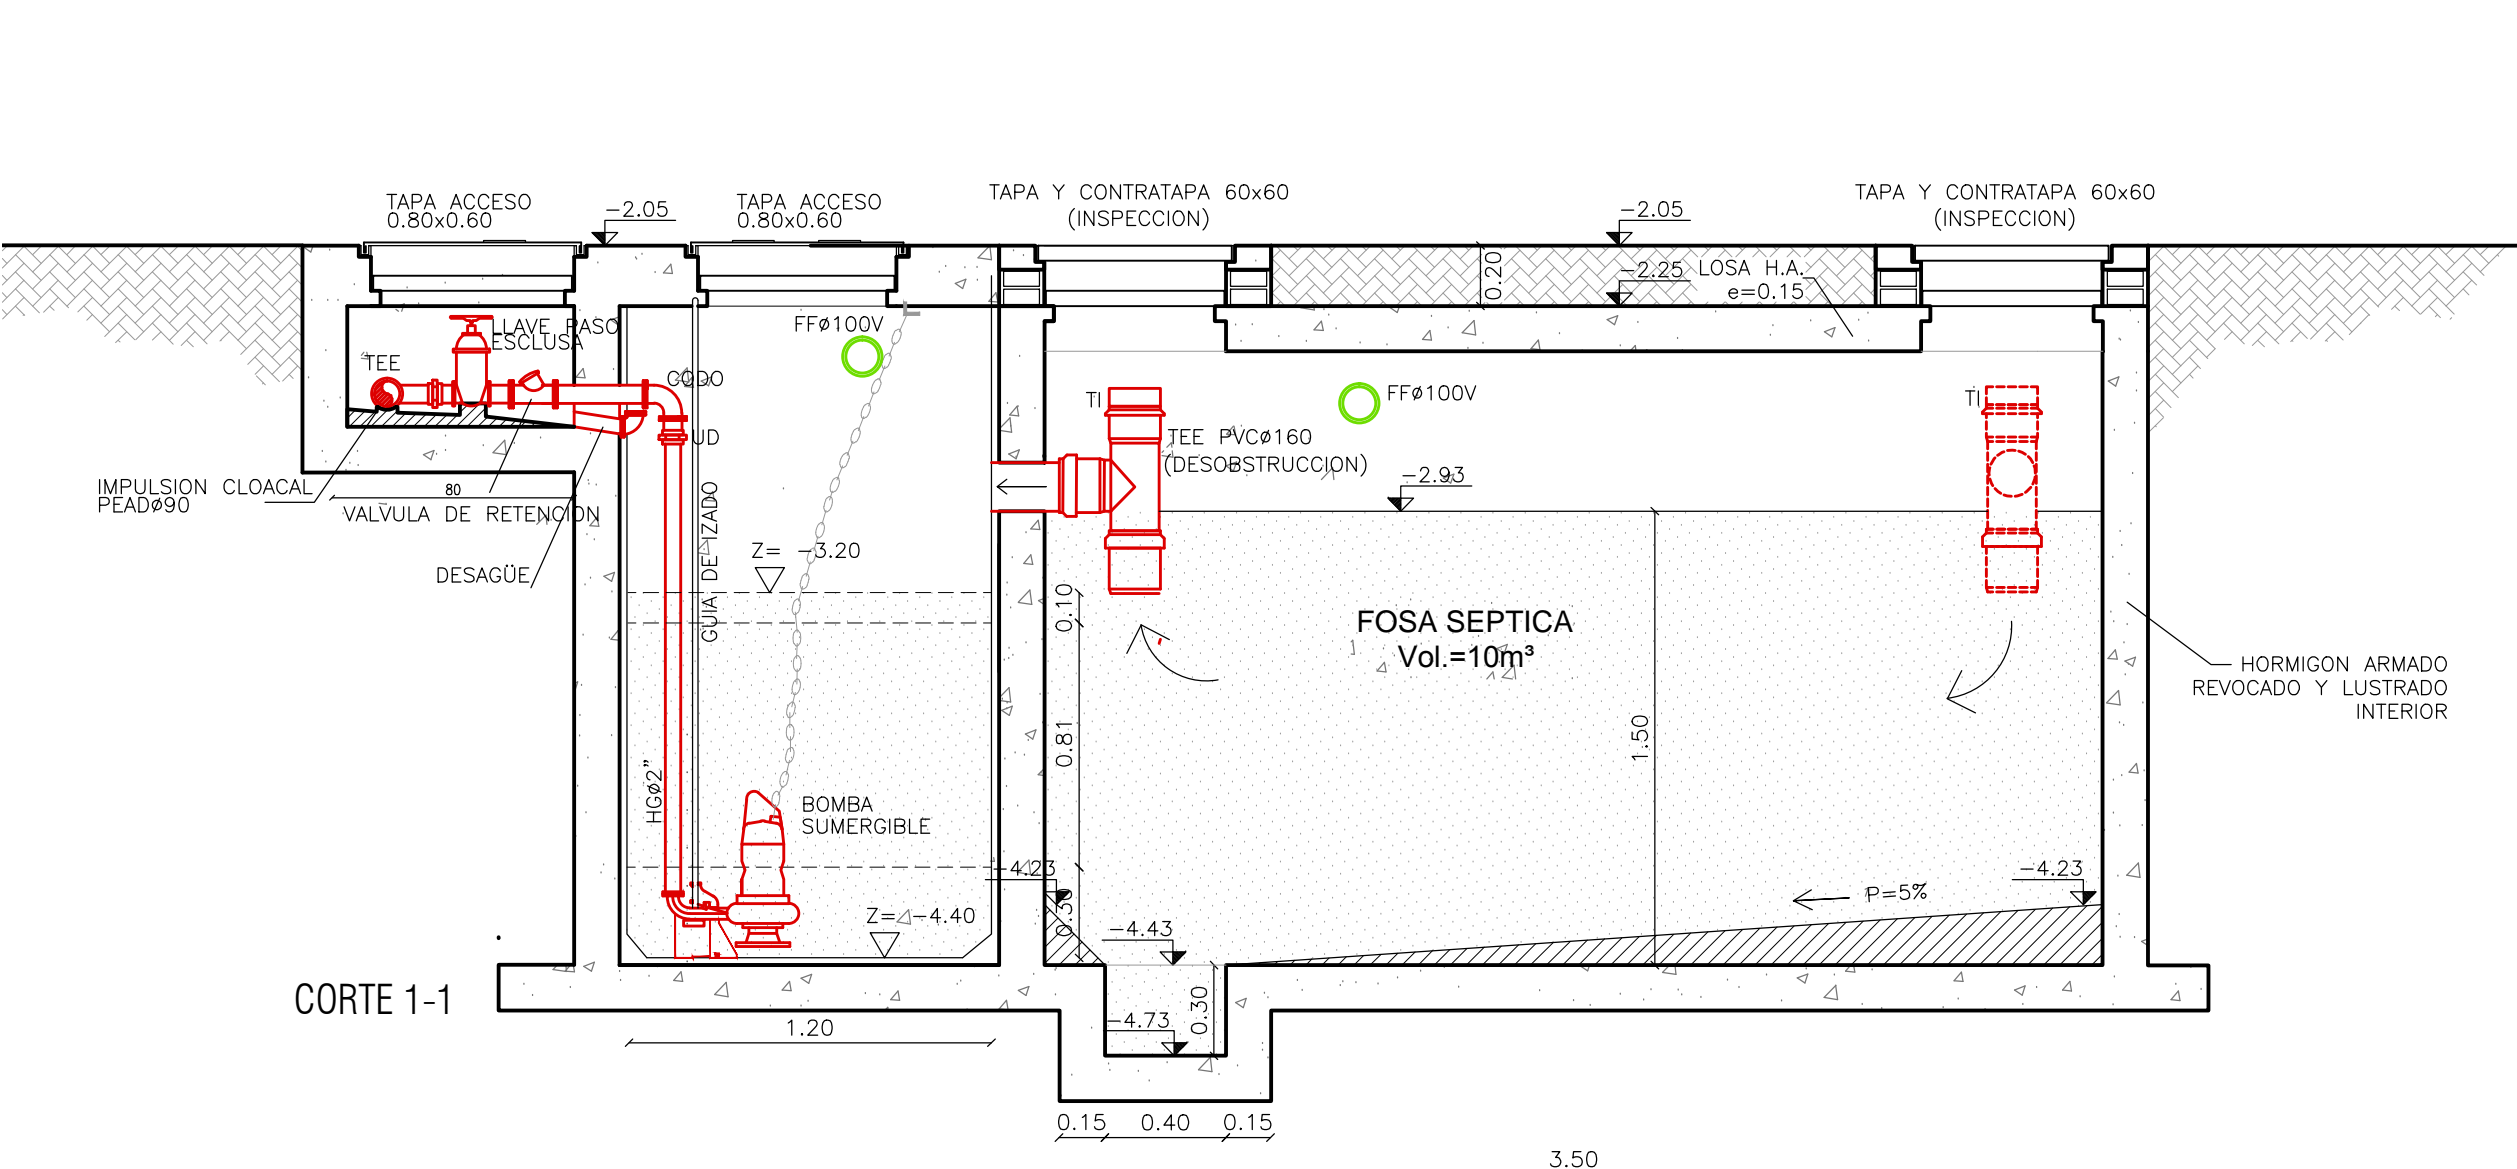 TAPA ACCESO
0.80x0.60
-2.05
TAPA ACCESO
0.80x0.60
TAPA Y CONTRATAPA 60x60
(INSPECCION)
-2.05
TAPA Y CONTRATAPA 60x60
(INSPECCION)
0.20
-2.25
LOSA H.A.
e=0.15
LLAVE PASO
ESCLUSA
TEE
CODO
UD
FFø100V
TI
FFø100V
TI
TEE PVCø160
(DESOBSTRUCCION)
-2.93
IMPULSION CLOACAL
PEADø90
80
VALVULA DE RETENCION
DESAGÜE
GUIA DE IZADO
Z= -3.20
0.10
FOSA SEPTICA
Vol.=10m³
HORMIGON ARMADO
REVOCADO Y LUSTRADO
INTERIOR
0.81
1.50
HGø2"
BOMBA
SUMERGIBLE
-4.23
0.30
Z= -4.40
-4.43
P=5%
-4.23
CORTE 1-1
1.20
-4.73
0.30
0.15
0.40
0.15
3.50